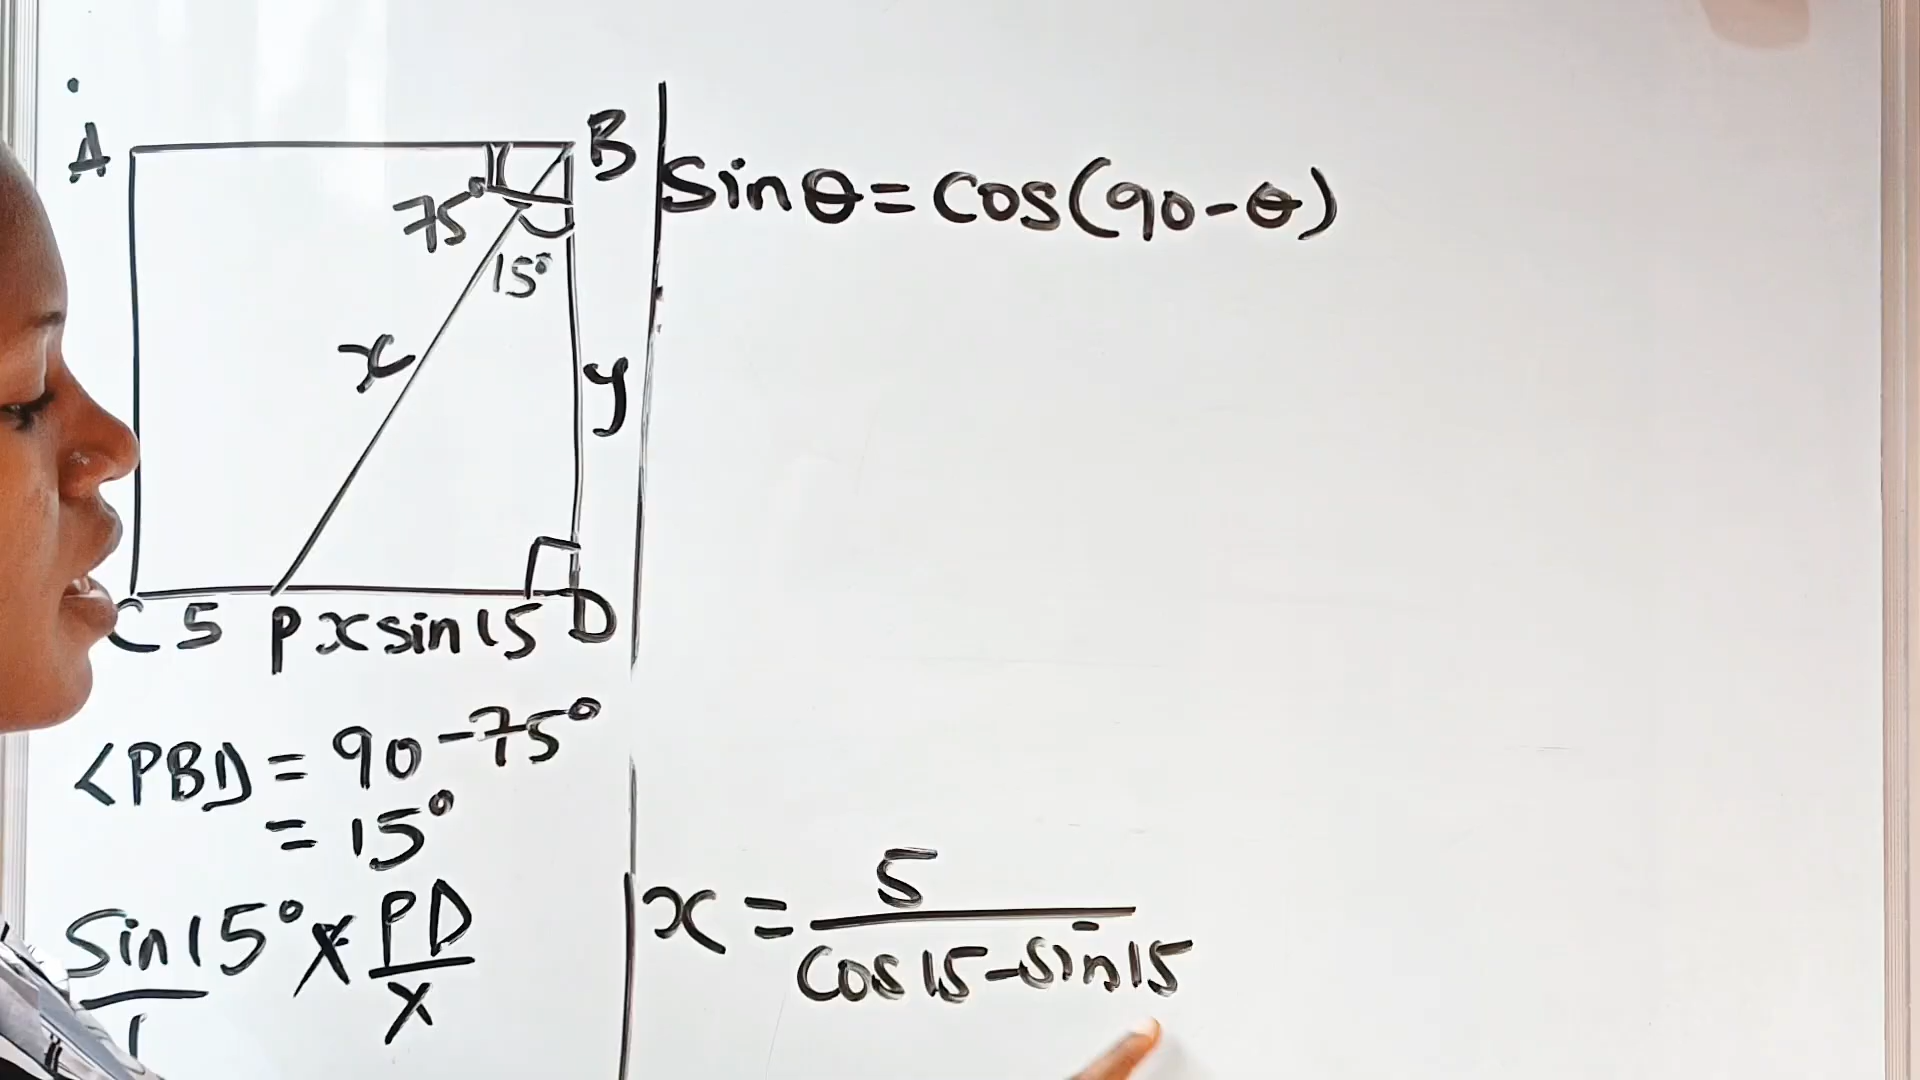 A
B
75°
15°
x
y
C 5 P x sin 15 D
<PBD = 90 - 75°
= 15°
Sin 15° x PD
1 x
Sin θ = Cos(90 - θ)
x = 5
Cos 15 - Sin 15